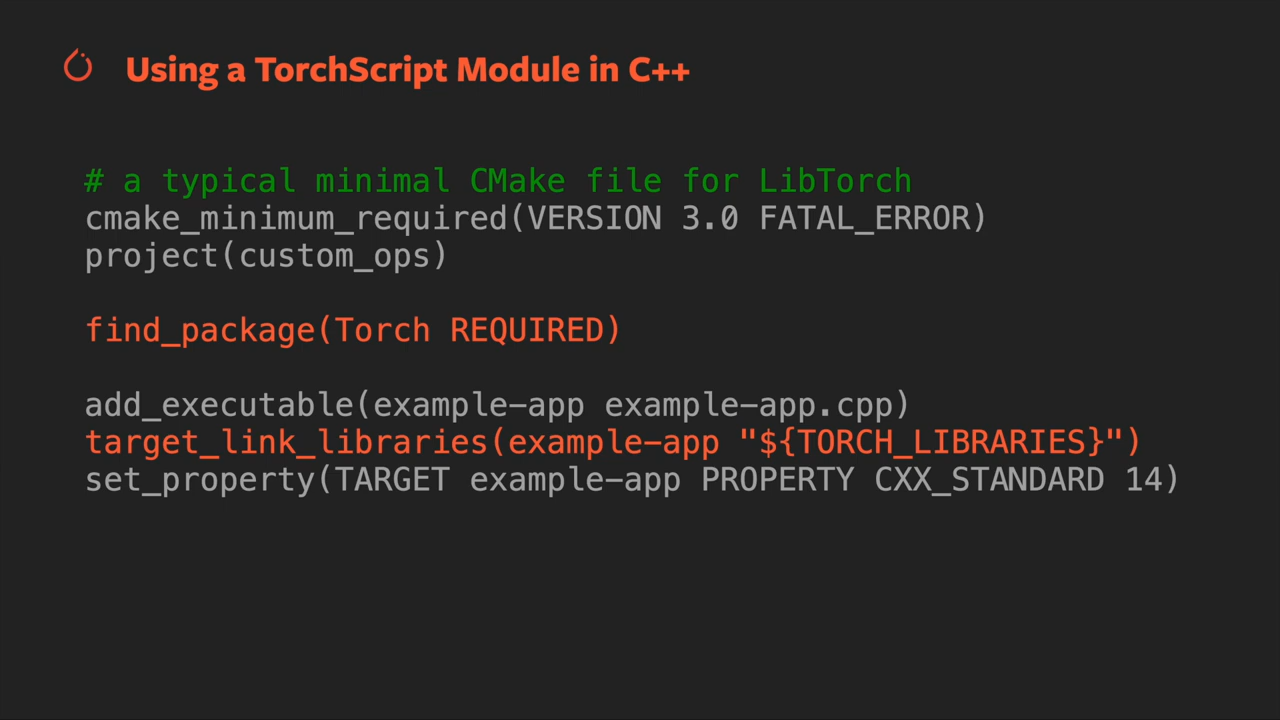 Using a TorchScript Module in C++
# a typical minimal CMake file for LibTorch
cmake_minimum_required(VERSION 3.0 FATAL_ERROR)
project(custom_ops)
find_package(Torch REQUIRED)
add_executable(example-app example-app.cpp)
target_link_libraries(example-app "${TORCH_LIBRARIES}")
set_property(TARGET example-app PROPERTY CXX_STANDARD 14)